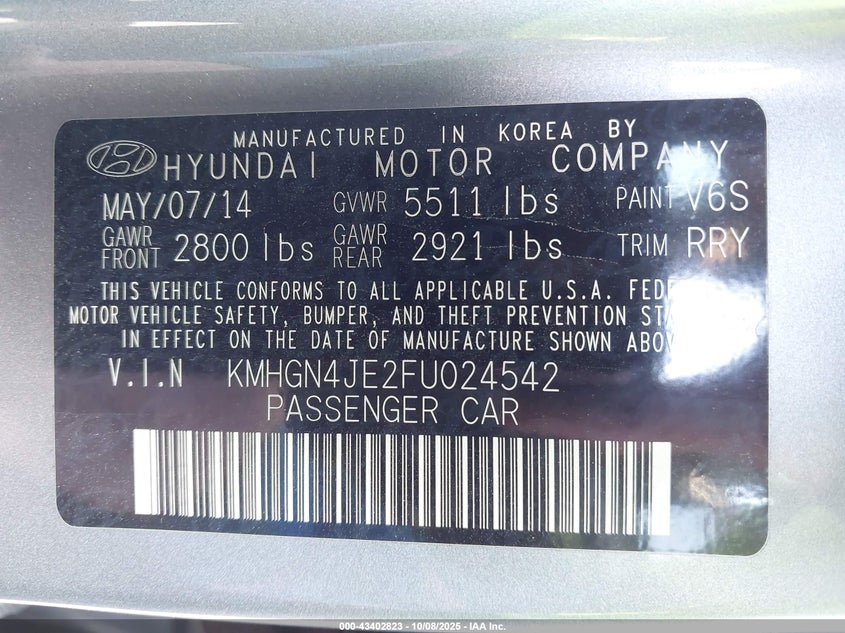 MANUFACTURED IN KOREA BY
HYUNDAI MOTOR COMPANY
MAY/07/14 GVWR 5511 lbs PAINT V6S
GAWR FRONT 2800 lbs GAWR REAR 2921 lbs TRIM RRY
THIS VEHICLE CONFORMS TO ALL APPLICABLE U.S.A.
MOTOR VEHICLE SAFETY, BUMPER, AND THEFT PREVENTION
IN EFFECT ON THE DATE OF MANUFACTURE SHOWN
V.I.N KMHGN4JE2FU024542
PASSENGER CAR
000-43402823 - 10/08/2025 - IAA Inc.